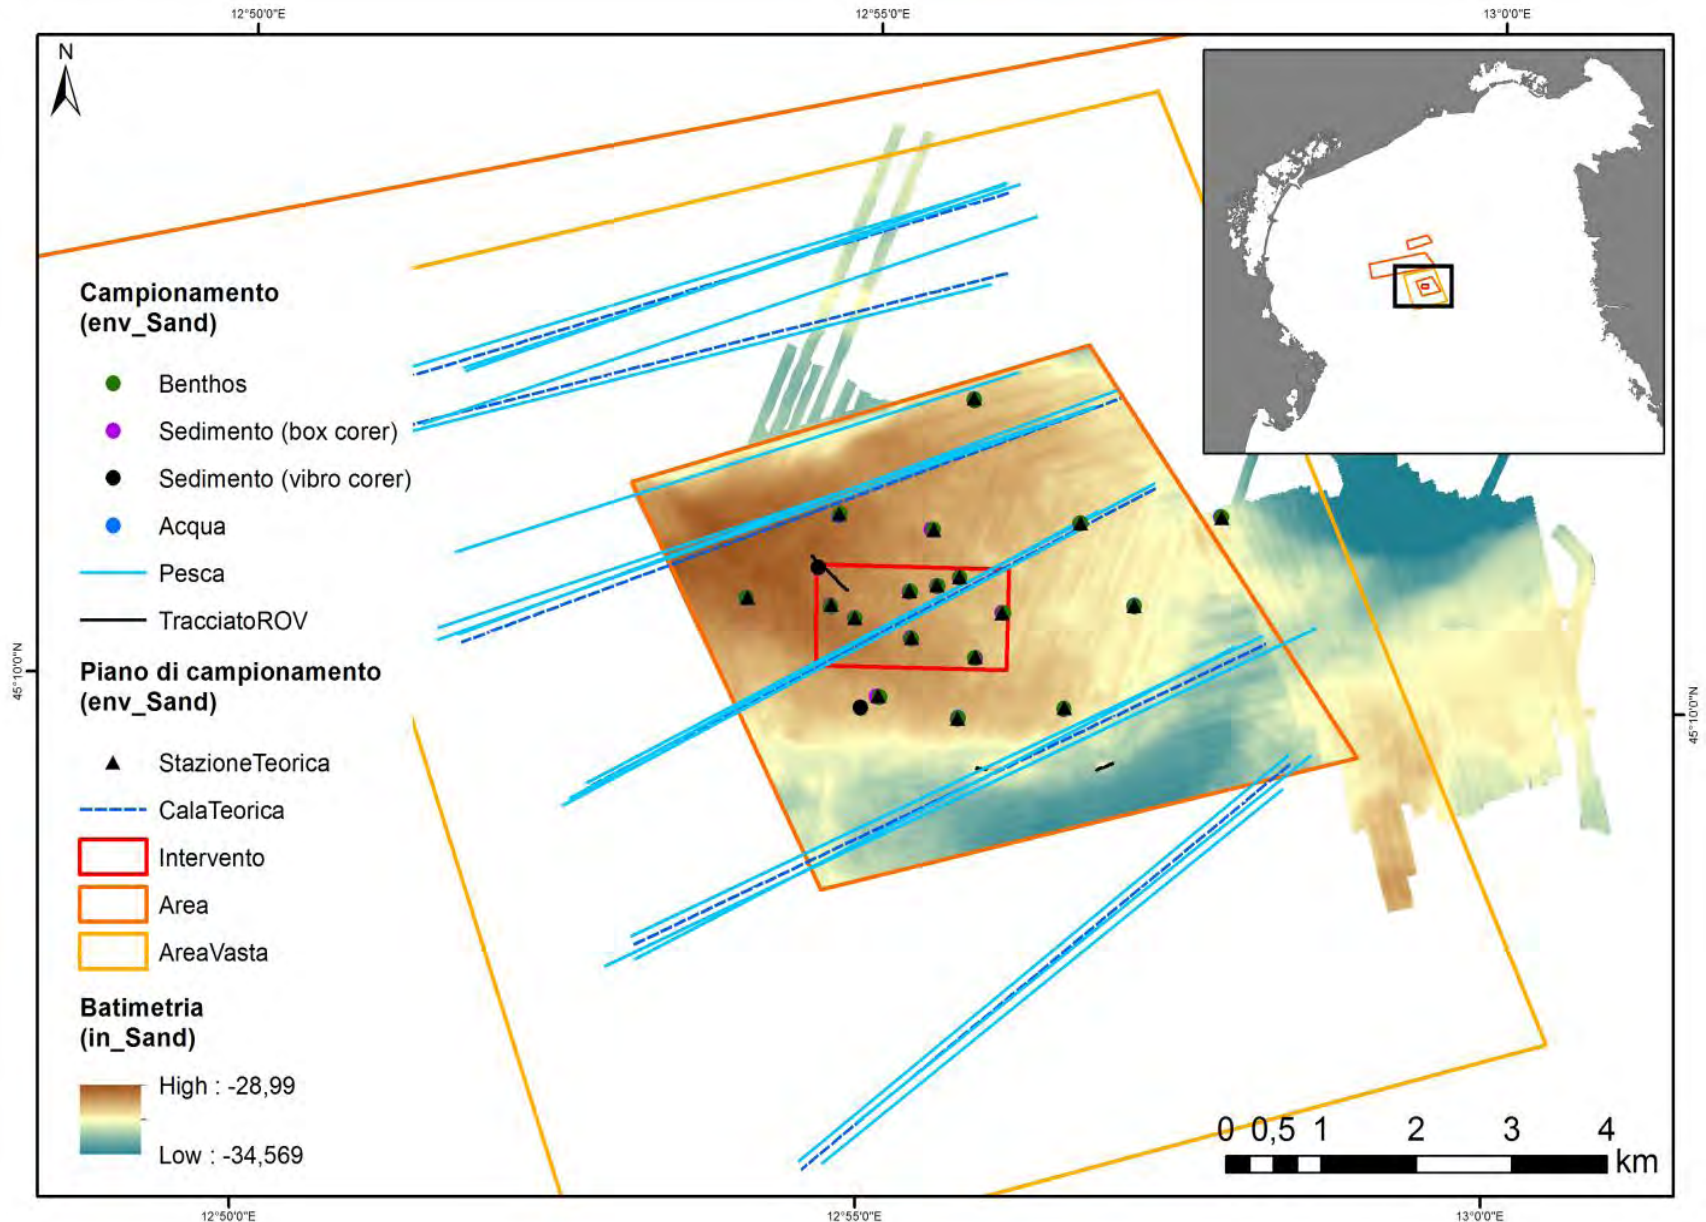 12°50'0"E
12°55'0"E
13°0'0"E
N
Campionamento
(env_Sand)
Benthos
Sedimento (box corer)
Sedimento (vibro corer)
Acqua
Pesca
TracciatoROV
45°10'0"N
45°10'0"N
Piano di campionamento
(env_Sand)
StazioneTeorica
CalaTeorica
Intervento
Area
AreaVasta
Batimetria
(in_Sand)
High : -28,99
Low : -34,569
0 0,5 1 2 3 4
km
12°50'0"E
12°55'0"E
13°0'0"E